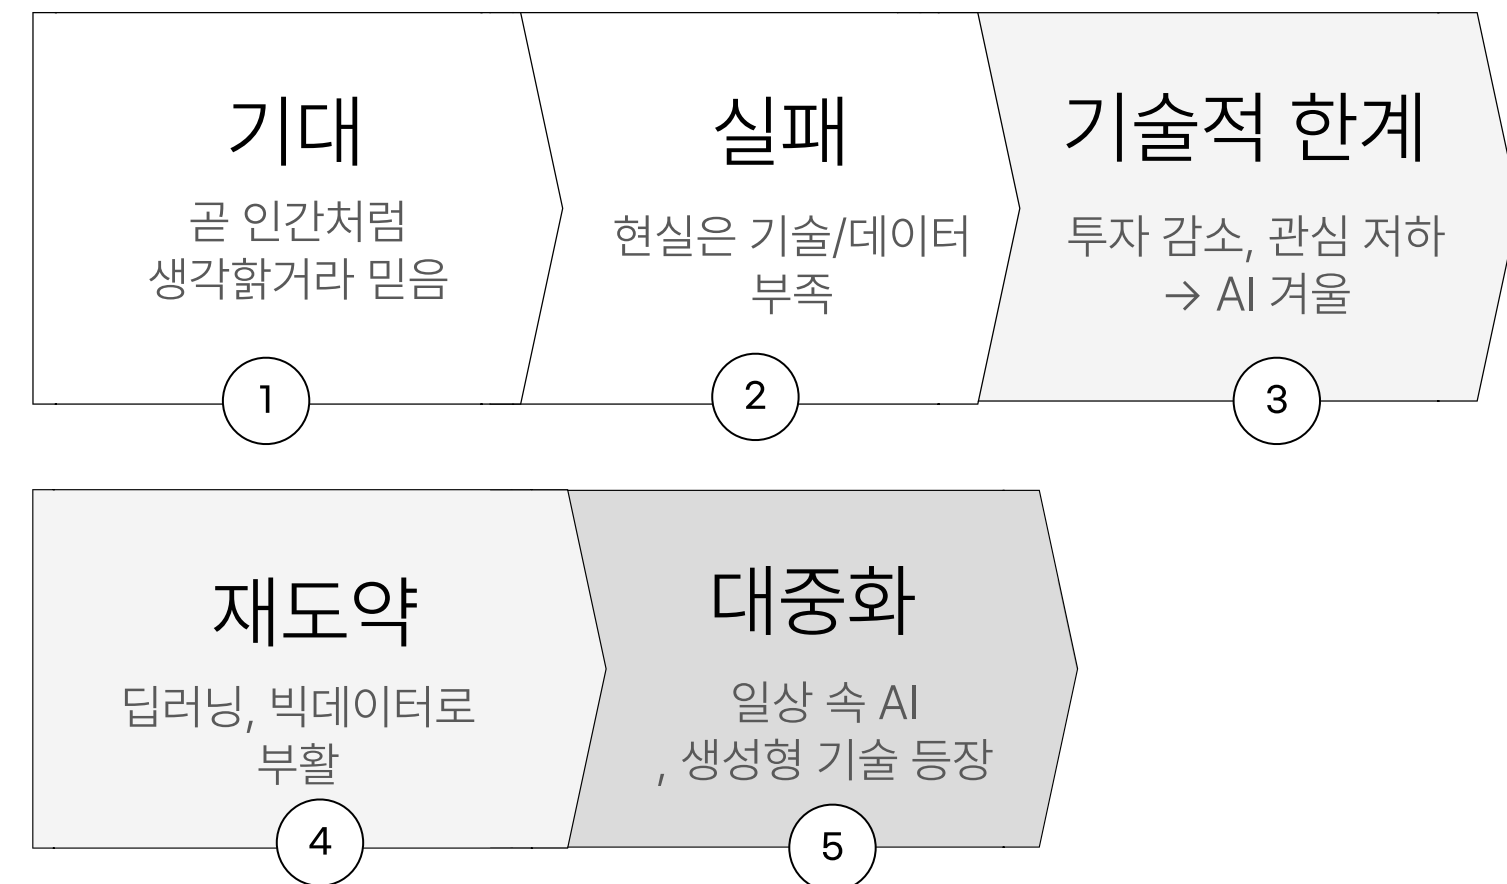 기대
곧 인간처럼
생각핡거라 믿음
1
실패
현실은 기술/데이터
부족
2
기술적 한계
투자 감소, 관심 저하
→ AI 겨울
3
재도약
딥러닝, 빅데이터로
부활
4
대중화
일상 속 AI
, 생성형 기술 등장
5